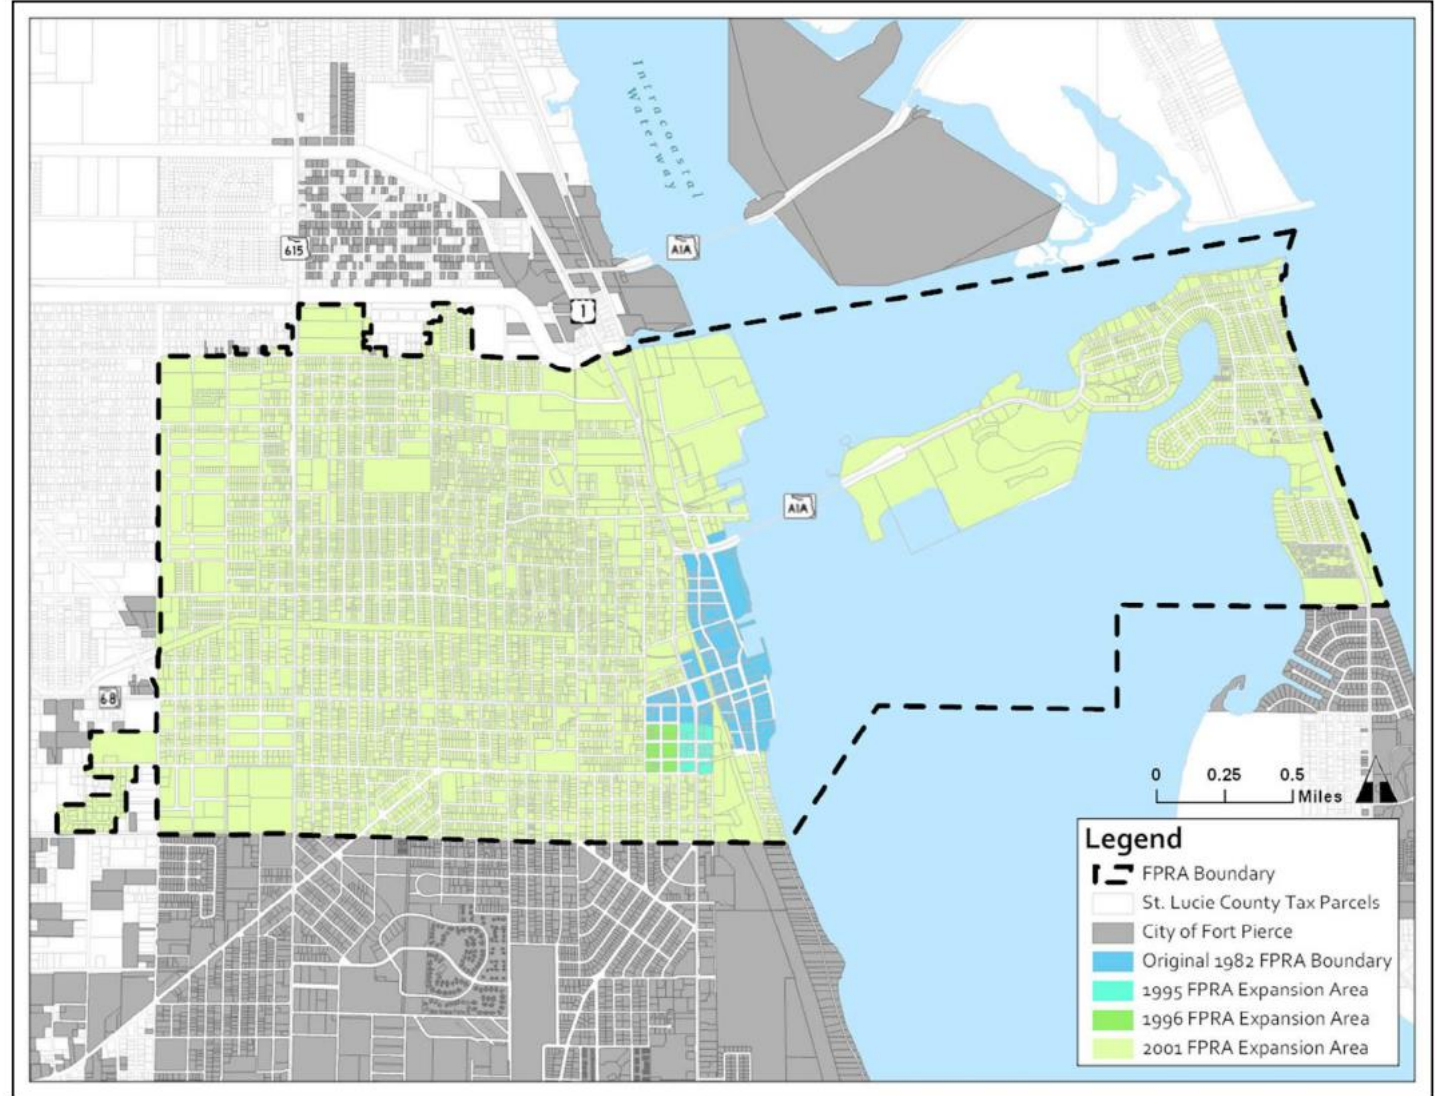 Intracoastal
Waterway
615
A1A
1
A1A
68
0 0.25 0.5
Miles
Legend
FPRA Boundary
St. Lucie County Tax Parcels
City of Fort Pierce
Original 1982 FPRA Boundary
1995 FPRA Expansion Area
1996 FPRA Expansion Area
2001 FPRA Expansion Area